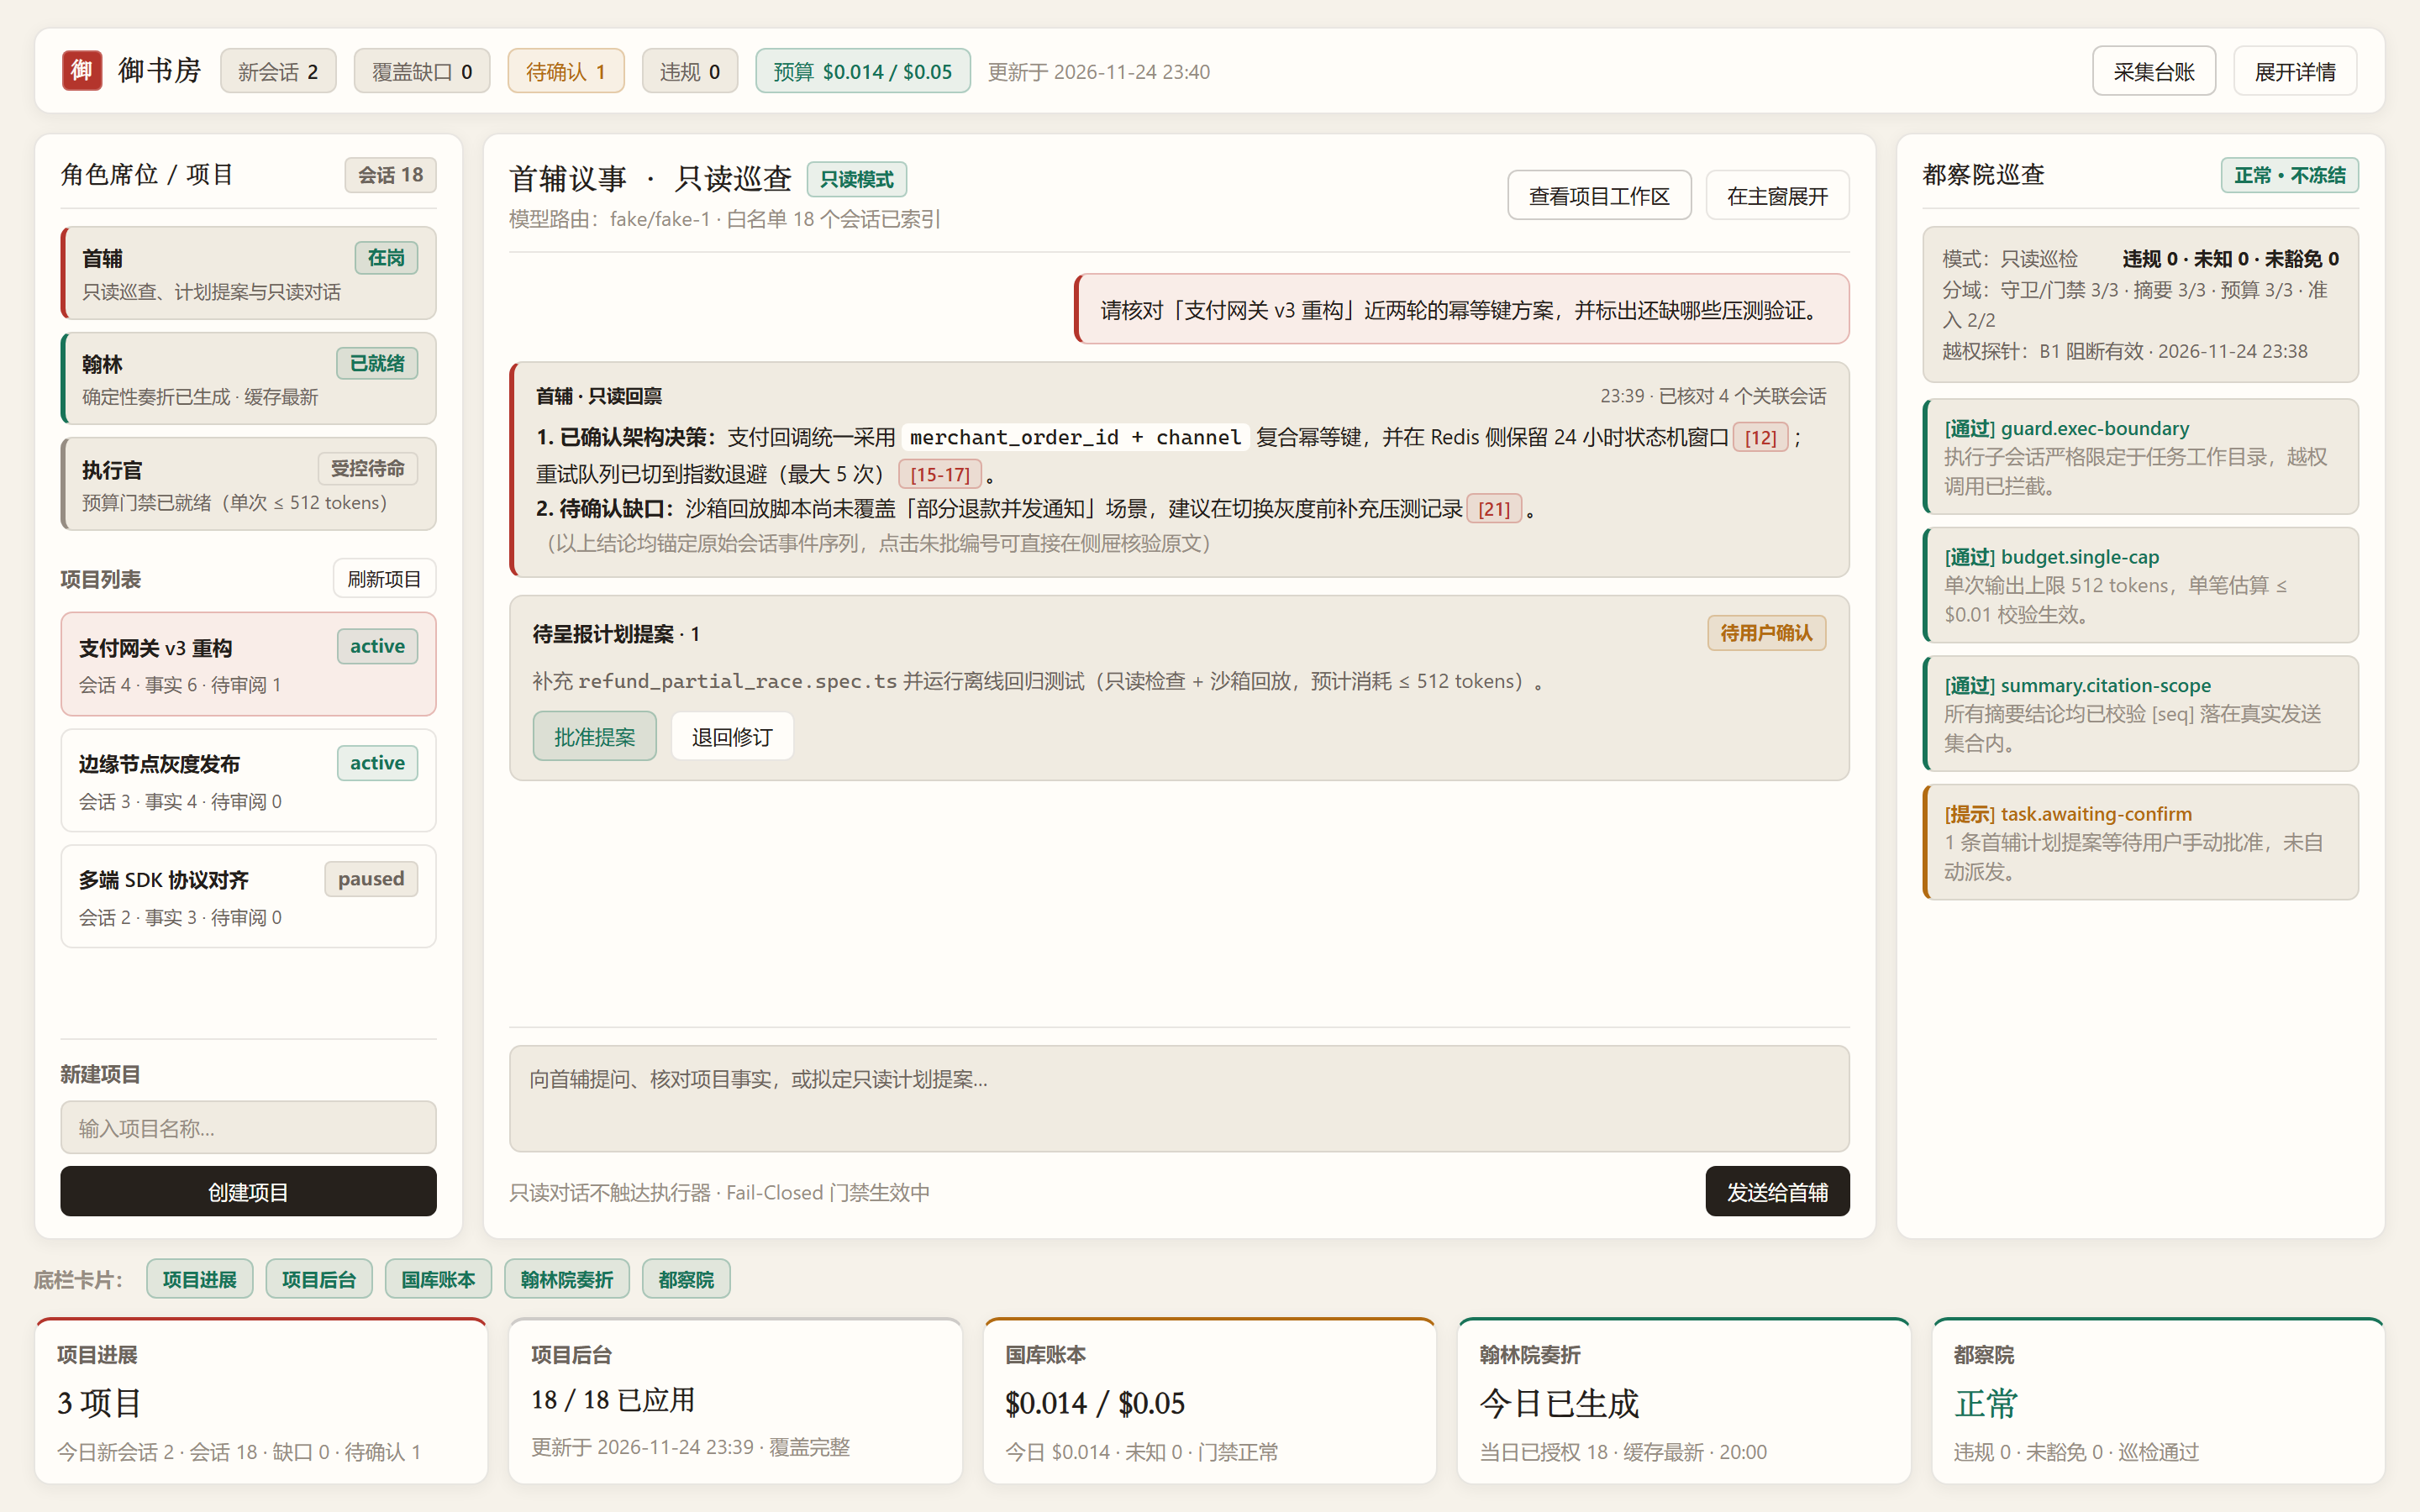 御 御书房 新会话 2 覆盖缺口 0 待确认 1 违规 0 预算 $0.014 / $0.05 更新于 2026-11-24 23:40 采集台账 展开详情
角色席位 / 项目 会话 18
首辅 在岗
只读巡查、计划提案与只读对话
翰林 已就绪
确定性奏折已生成 · 缓存最新
执行官 受控待命
预算门禁已就绪（单次 ≤ 512 tokens）
项目列表 刷新项目
支付网关 v3 重构 active
会话 4 · 事实 6 · 待审阅 1
边缘节点灰度发布 active
会话 3 · 事实 4 · 待审阅 0
多端 SDK 协议对齐 paused
会话 2 · 事实 3 · 待审阅 0
新建项目
输入项目名称...
创建项目
首辅议事 · 只读巡查 只读模式
模型路由：fake/fake-1 · 白名单 18 个会话已索引
查看项目工作区 在主窗展开
请核对「支付网关 v3 重构」近两轮的幂等键方案，并标出还缺哪些压测验证。
首辅 · 只读回禀 23:39 · 已核对 4 个关联会话
1. 已确认架构决策：支付回调统一采用 merchant_order_id + channel 复合幂等键，并在 Redis 侧保留 24 小时状态机窗口 [12]；
重试队列已切到指数退避（最大 5 次） [15-17]。
2. 待确认缺口：沙箱回放脚本尚未覆盖「部分退款并发通知」场景，建议在切换灰度前补充压测记录 [21]。
（以上结论均锚定原始会话事件序列，点击朱批编号可直接在侧屉核验原文）
待呈报计划提案 · 1 待用户确认
补充 refund_partial_race.spec.ts 并运行离线回归测试（只读检查 + 沙箱回放，预计消耗 ≤ 512 tokens）。
批准提案 退回修订
向首辅提问、核对项目事实，或拟定只读计划提案...
只读对话不触达执行器 · Fail-Closed 门禁生效中 发送给首辅
都察院巡查 正常 • 不冻结
模式：只读巡检 违规 0 · 未知 0 · 未豁免 0
分域：守卫/门禁 3/3 · 摘要 3/3 · 预算 3/3 · 准
入 2/2
越权探针：B1 阻断有效 · 2026-11-24 23:38
[通过] guard.exec-boundary
执行子会话严格限定于任务工作目录，越权
调用已拦截。
[通过] budget.single-cap
单次输出上限 512 tokens，单笔估算 ≤
$0.01 校验生效。
[通过] summary.citation-scope
所有摘要结论均已校验 [seq] 落在真实发送
集合内。
[提示] task.awaiting-confirm
1 条首辅计划提案等待用户手动批准，未自
动派发。
底栏卡片： 项目进展 项目后台 国库账本 翰林院奏折 都察院
项目进展
3 项目
今日新会话 2 · 会话 18 · 缺口 0 · 待确认 1
项目后台
18 / 18 已应用
更新于 2026-11-24 23:39 · 覆盖完整
国库账本
$0.014 / $0.05
今日 $0.014 · 未知 0 · 门禁正常
翰林院奏折
今日已生成
当日已授权 18 · 缓存最新 · 20:00
都察院
正常
违规 0 · 未豁免 0 · 巡检通过